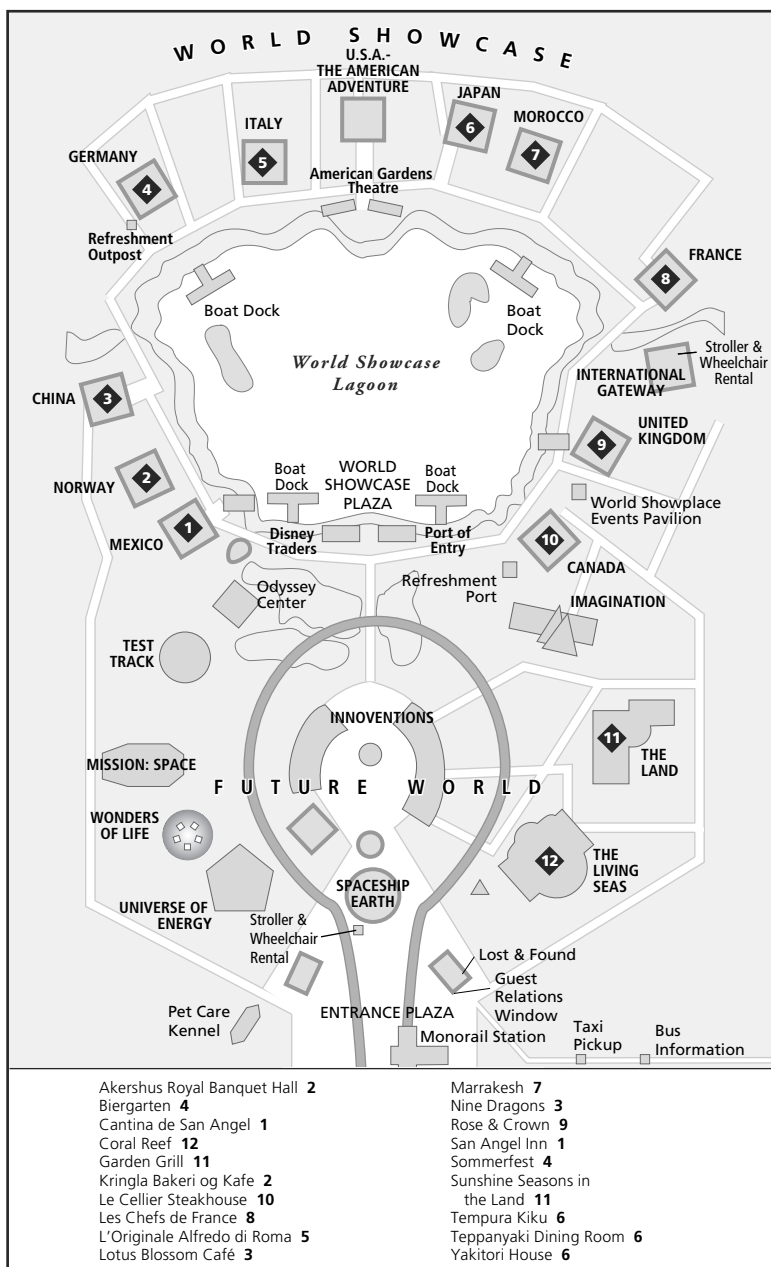 WORLD SHOWCASE
U.S.A.-
THE AMERICAN
ADVENTURE
JAPAN
6
MOROCCO
7
ITALY
5
GERMANY
4
American Gardens
Theatre
Refreshment
Outpost
FRANCE
8
Boat Dock
Boat
Dock
World Showcase
Lagoon
Stroller &
Wheelchair
Rental
INTERNATIONAL
GATEWAY
CHINA
3
UNITED
KINGDOM
9
NORWAY
2
Boat
Dock
WORLD
SHOWCASE
PLAZA
Boat
Dock
World Showplace
Events Pavilion
MEXICO
1
Disney
Traders
Port of
Entry
10
CANADA
Odyssey
Center
Refreshment
Port
IMAGINATION
TEST
TRACK
INNOVENTIONS
11
THE
LAND
MISSION: SPACE
FUTURE WORLD
WONDERS
OF LIFE
12
THE
LIVING
SEAS
SPACESHIP
EARTH
UNIVERSE OF
ENERGY
Stroller &
Wheelchair
Rental
Lost & Found
Guest
Relations
Window
ENTRANCE PLAZA
Pet Care
Kennel
Monorail Station
Taxi
Pickup
Bus
Information
Akershus Royal Banquet Hall 2
Biergarten 4
Cantina de San Angel 1
Coral Reef 12
Garden Grill 11
Kringla Bakeri og Kafe 2
Le Cellier Steakhouse 10
Les Chefs de France 8
L'Originale Alfredo di Roma 5
Lotus Blossom Café 3
Marrakesh 7
Nine Dragons 3
Rose & Crown 9
San Angel Inn 1
Sommerfest 4
Sunshine Seasons in
the Land 11
Tempura Kiku 6
Teppanyaki Dining Room 6
Yakitori House 6